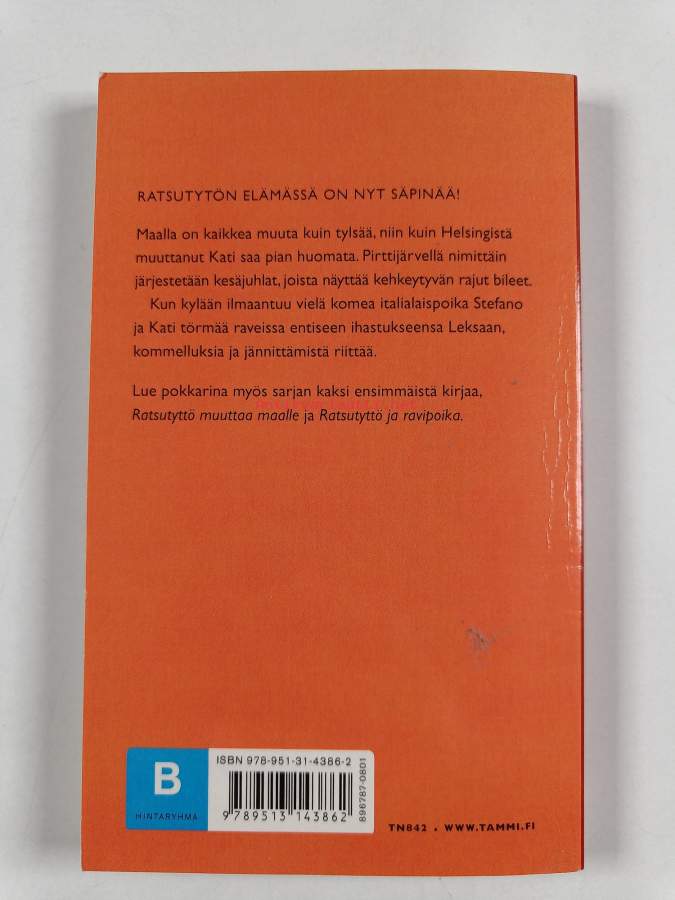 RATSUTYTÖN ELÄMÄSSÄ ON NYT SÄPINÄÄ!
Maalla on kaikkea muuta kuin tylsää, niin kuin Helsingistä
muuttanut Kati saa pian huomata. Pirttijärvellä nimittäin
järjestetään kesäjuhlat, joista näyttää kehkeytyvän rajut bileet.
Kun kylään ilmaantuu vielä komea italialaispoika Stefano
ja Kati törmää raveissa entiseen ihastukseensa Leksaan,
kommelluksia ja jännittämistä riittää.
Lue pokkarina myös sarjan kaksi ensimmäistä kirjaa,
Ratsutyttö muuttaa maalle ja Ratsutyttö ja ravipoika.
B
HINTARYHMÄ
ISBN 978-951-31-4386-2
9 789513 143862
896787-0801
TN842 • WWW.TAMMI.FI